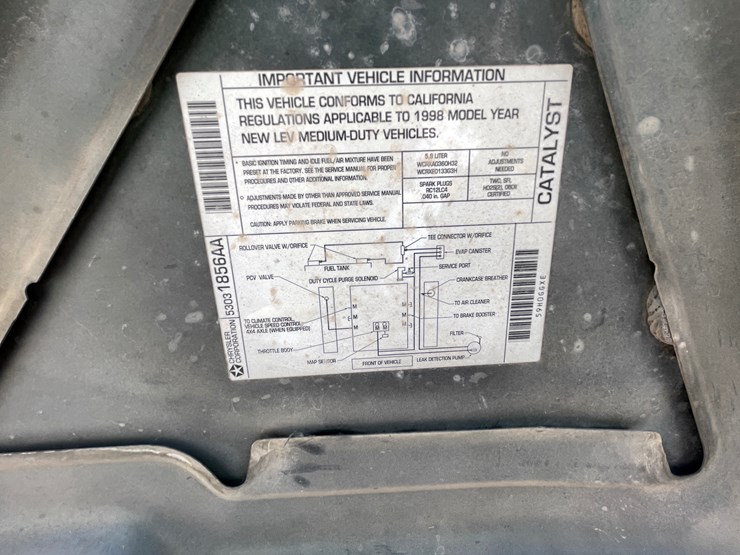 IMPORTANT VEHICLE INFORMATION
THIS VEHICLE CONFORMS TO CALIFORNIA
REGULATIONS APPLICABLE TO 1998 MODEL YEAR
NEW LEV MEDIUM-DUTY VEHICLES.
* BASIC IGNITION TIMING AND IDLE FUEL/AIR MIXTURE HAVE BEEN
PRESET AT THE FACTORY. SEE THE SERVICE MANUAL FOR PROPER
PROCEDURES AND OTHER ADDITIONAL INFORMATION.
* ADJUSTMENTS MADE BY OTHER THAN APPROVED SERVICE MANUAL
PROCEDURES MAY VIOLATE FEDERAL AND STATE LAWS.
CAUTION: APPLY PARKING BRAKE WHEN SERVICING VEHICLE.
5.9 LITER
SPARK PLUGS
RC12LC4
.040 in. GAP
NO
ADJUSTMENTS
NEEDED
TWC, SFI,
HO2S(2), OBDII
CERTIFIED
CATALYST
ROLLOVER VALVE W/ORIFICE
TEE CONNECTOR W/ORIFICE
EVAP CANISTER
FUEL TANK
SERVICE PORT
PCV VALVE
DUTY CYCLE PURGE SOLENOID
CRANKCASE BREATHER
TO AIR CLEANER
TO CLIMATE CONTROL,
VEHICLE SPEED CONTROL,
4X4 AXLE (WHEN EQUIPPED)
TO BRAKE BOOSTER
M
M
M
M
FILTER
THROTTLE BODY
MAP SENSOR
FRONT OF VEHICLE
LEAK DETECTION PUMP
CHRYSLER
CORPORATION
53031856AA
59H0GGXE